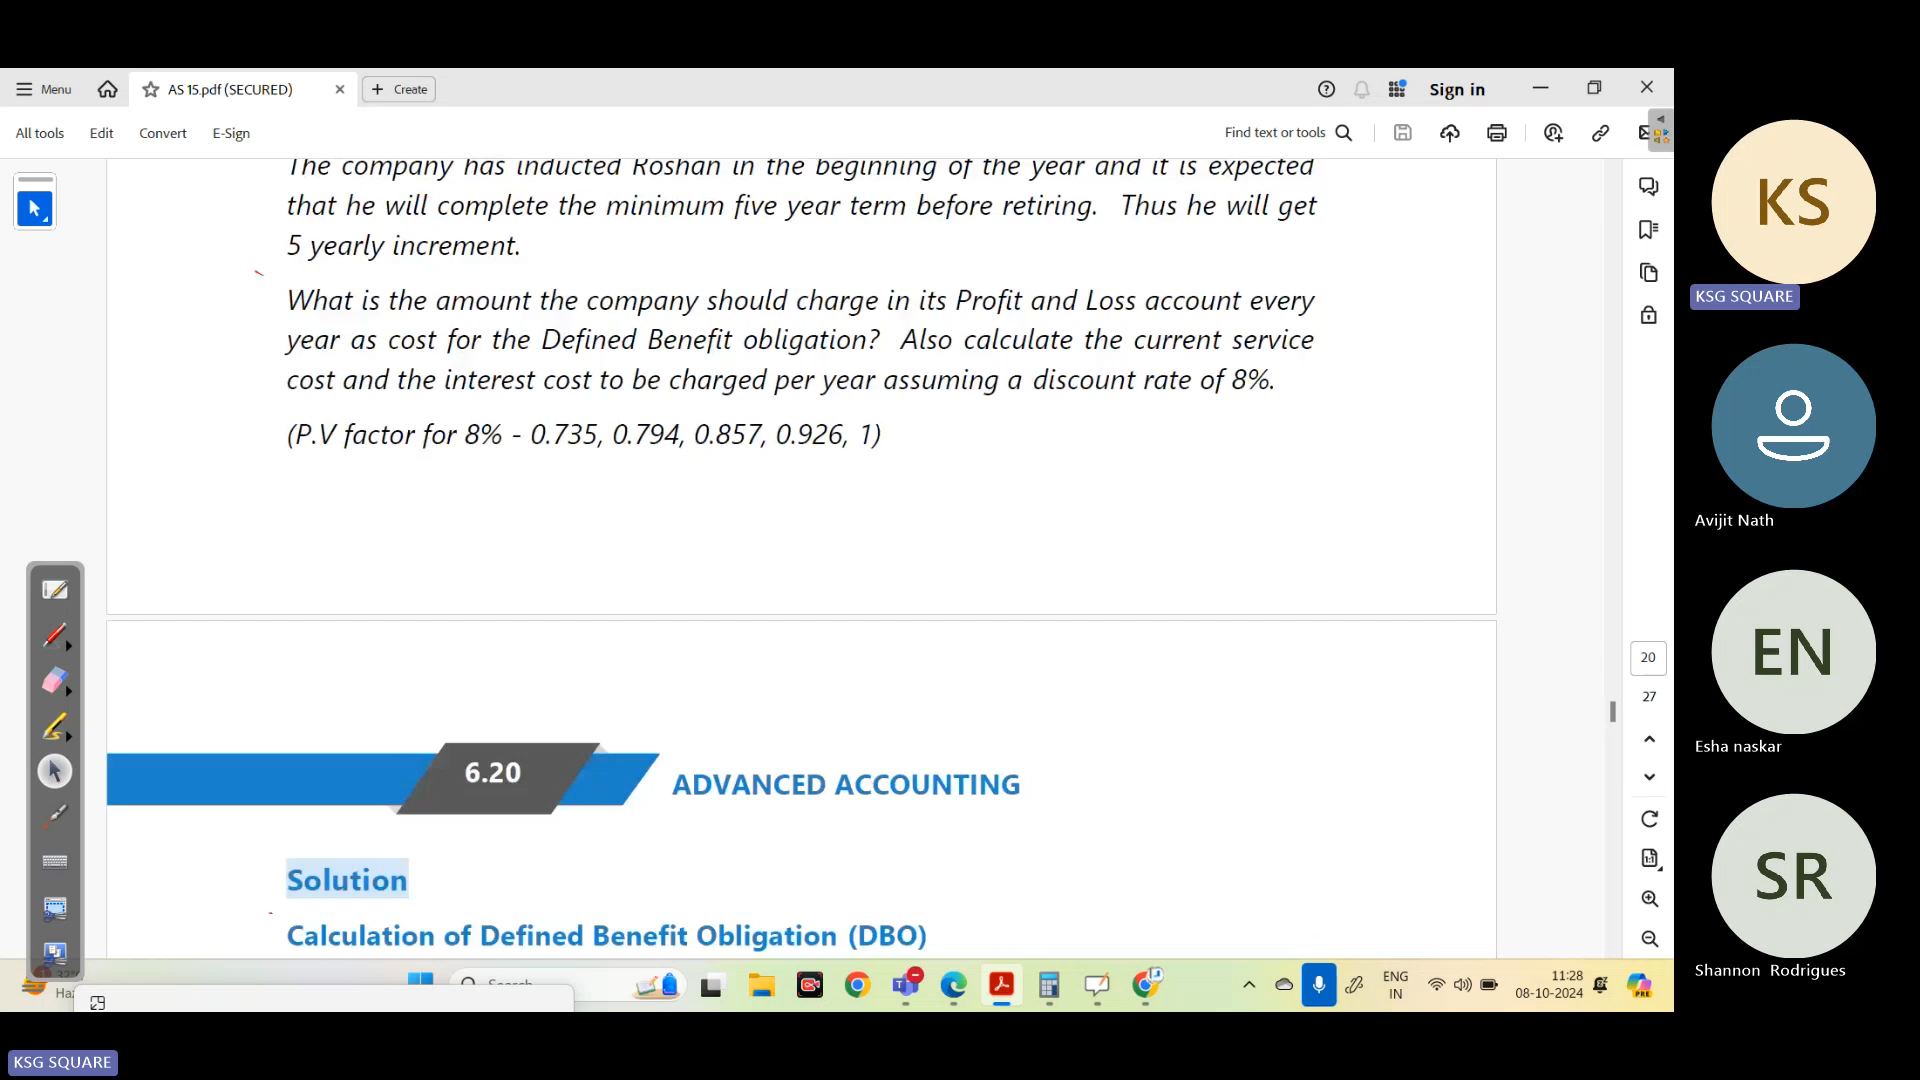 Menu
AS 15.pdf (SECURED)
Create
Sign in
All tools
Edit
Convert
E-Sign
Find text or tools
The company has inducted Roshan in the beginning of the year and it is expected
that he will complete the minimum five year term before retiring. Thus he will get
5 yearly increment.
What is the amount the company should charge in its Profit and Loss account every
year as cost for the Defined Benefit obligation? Also calculate the current service
cost and the interest cost to be charged per year assuming a discount rate of 8%.
(P.V factor for 8% - 0.735, 0.794, 0.857, 0.926, 1)
20
27
6.20
ADVANCED ACCOUNTING
Solution
Calculation of Defined Benefit Obligation (DBO)
Search
ENG
IN
11:28
08-10-2024
PRE
KS
KSG SQUARE
Avijit Nath
EN
Esha naskar
SR
Shannon Rodrigues
KSG SQUARE